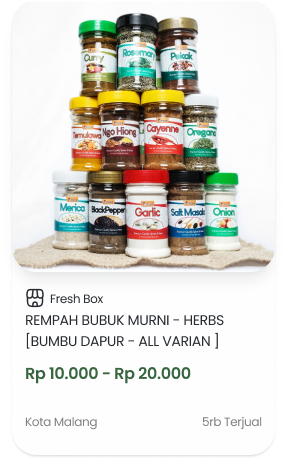 Curry
Rosemary
Pekak
Temulawak
Ngo Hiong
Cayenne
Oregano
Merica
BlackPepper
Garlic
Salt Masala
Onion
Fresh Box
REMPAH BUBUK MURNI - HERBS
[BUMBU DAPUR - ALL VARIAN ]
Rp 10.000 - Rp 20.000
Kota Malang
5rb Terjual